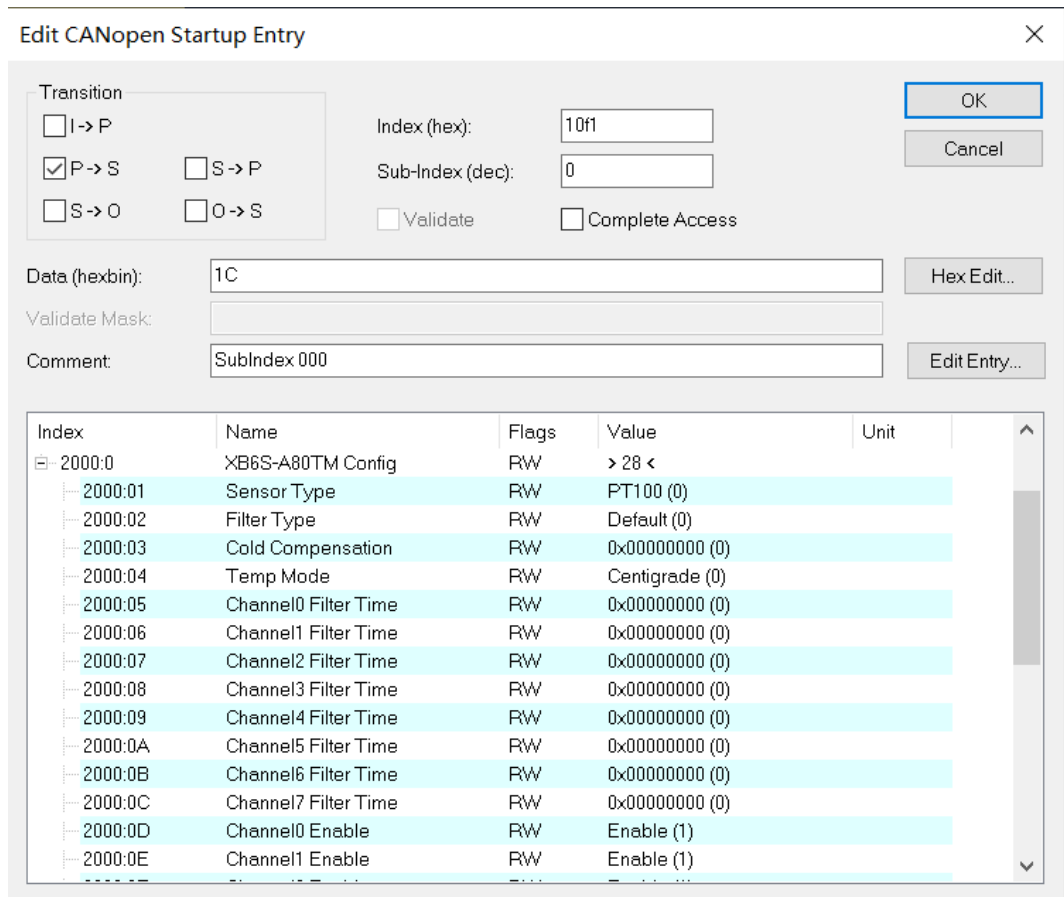 Edit CANopen Startup Entry
Transition
I -> P
P -> S
S -> P
S -> O
O -> S
Index (hex):
10f1
Sub-Index (dec):
0
Validate
Complete Access
OK
Cancel
Data (hexbin):
1C
Hex Edit...
Validate Mask:
Comment:
SubIndex 000
Edit Entry...
Index Name Flags Value Unit
2000:0 XB6S-A80TM Config RW > 28 <
2000:01 Sensor Type RW PT100 (0)
2000:02 Filter Type RW Default (0)
2000:03 Cold Compensation RW 0x00000000 (0)
2000:04 Temp Mode RW Centigrade (0)
2000:05 Channel0 Filter Time RW 0x00000000 (0)
2000:06 Channel1 Filter Time RW 0x00000000 (0)
2000:07 Channel2 Filter Time RW 0x00000000 (0)
2000:08 Channel3 Filter Time RW 0x00000000 (0)
2000:09 Channel4 Filter Time RW 0x00000000 (0)
2000:0A Channel5 Filter Time RW 0x00000000 (0)
2000:0B Channel6 Filter Time RW 0x00000000 (0)
2000:0C Channel7 Filter Time RW 0x00000000 (0)
2000:0D Channel0 Enable RW Enable (1)
2000:0E Channel1 Enable RW Enable (1)